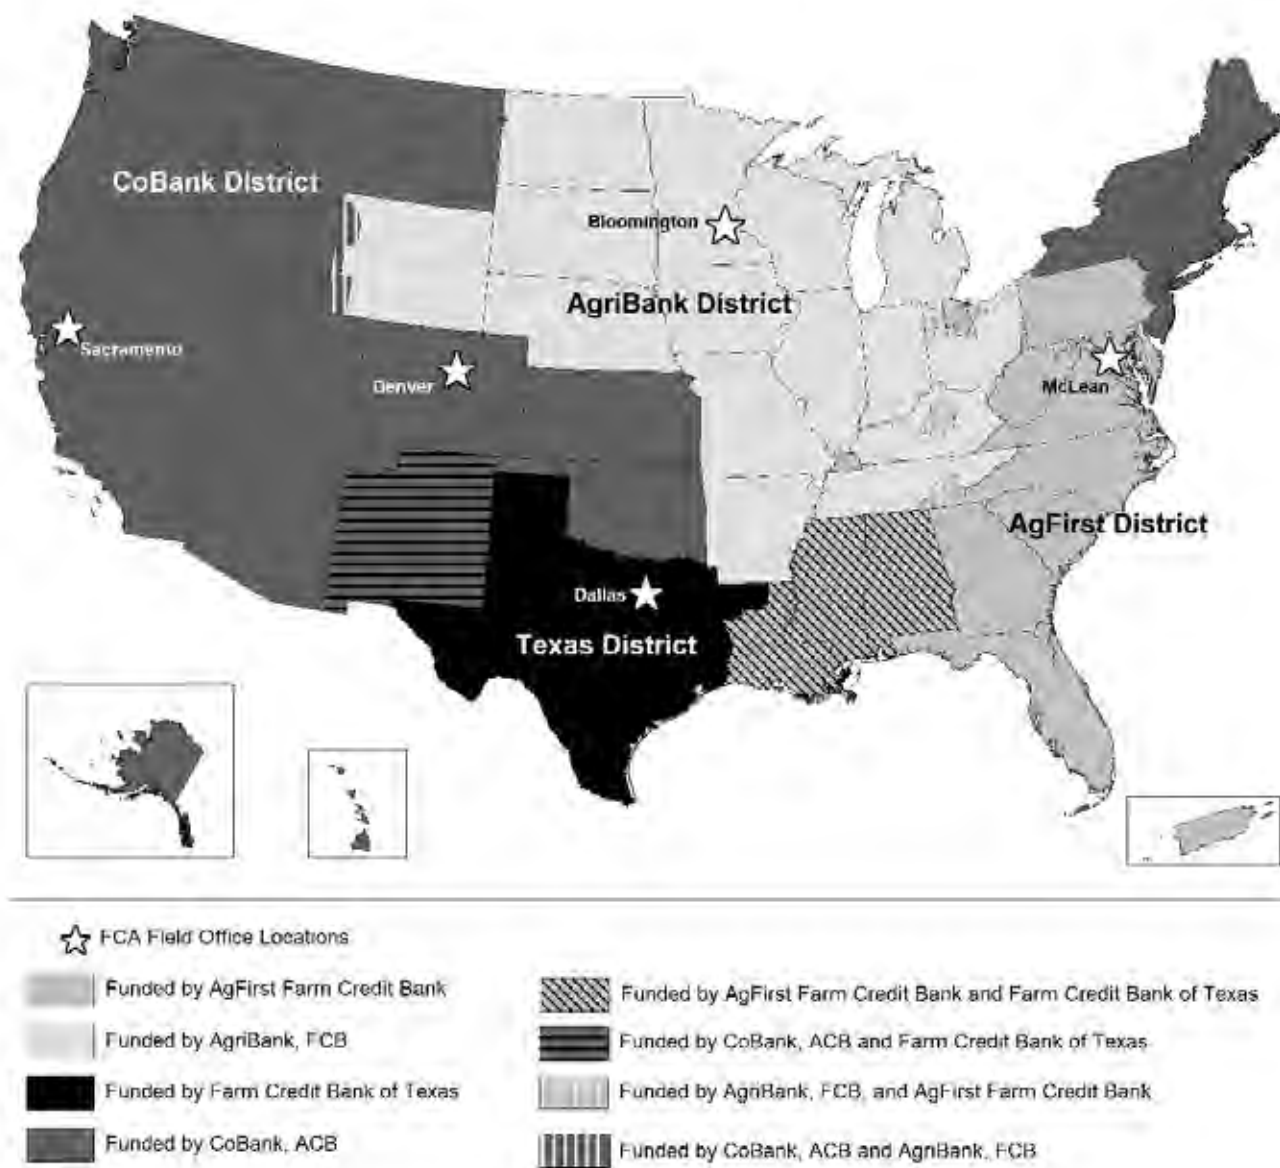 CoBank District
Bloomington
AgriBank District
Sacramento
Denver
McLean
AgFirst District
Dallas
Texas District
FCA Field Office Locations
Funded by AgFirst Farm Credit Bank
Funded by AgriBank, FCB
Funded by Farm Credit Bank of Texas
Funded by CoBank, ACB
Funded by AgFirst Farm Credit Bank and Farm Credit Bank of Texas
Funded by CoBank, ACB and Farm Credit Bank of Texas
Funded by AgriBank, FCB, and AgFirst Farm Credit Bank
Funded by CoBank, ACB and AgriBank, FCB